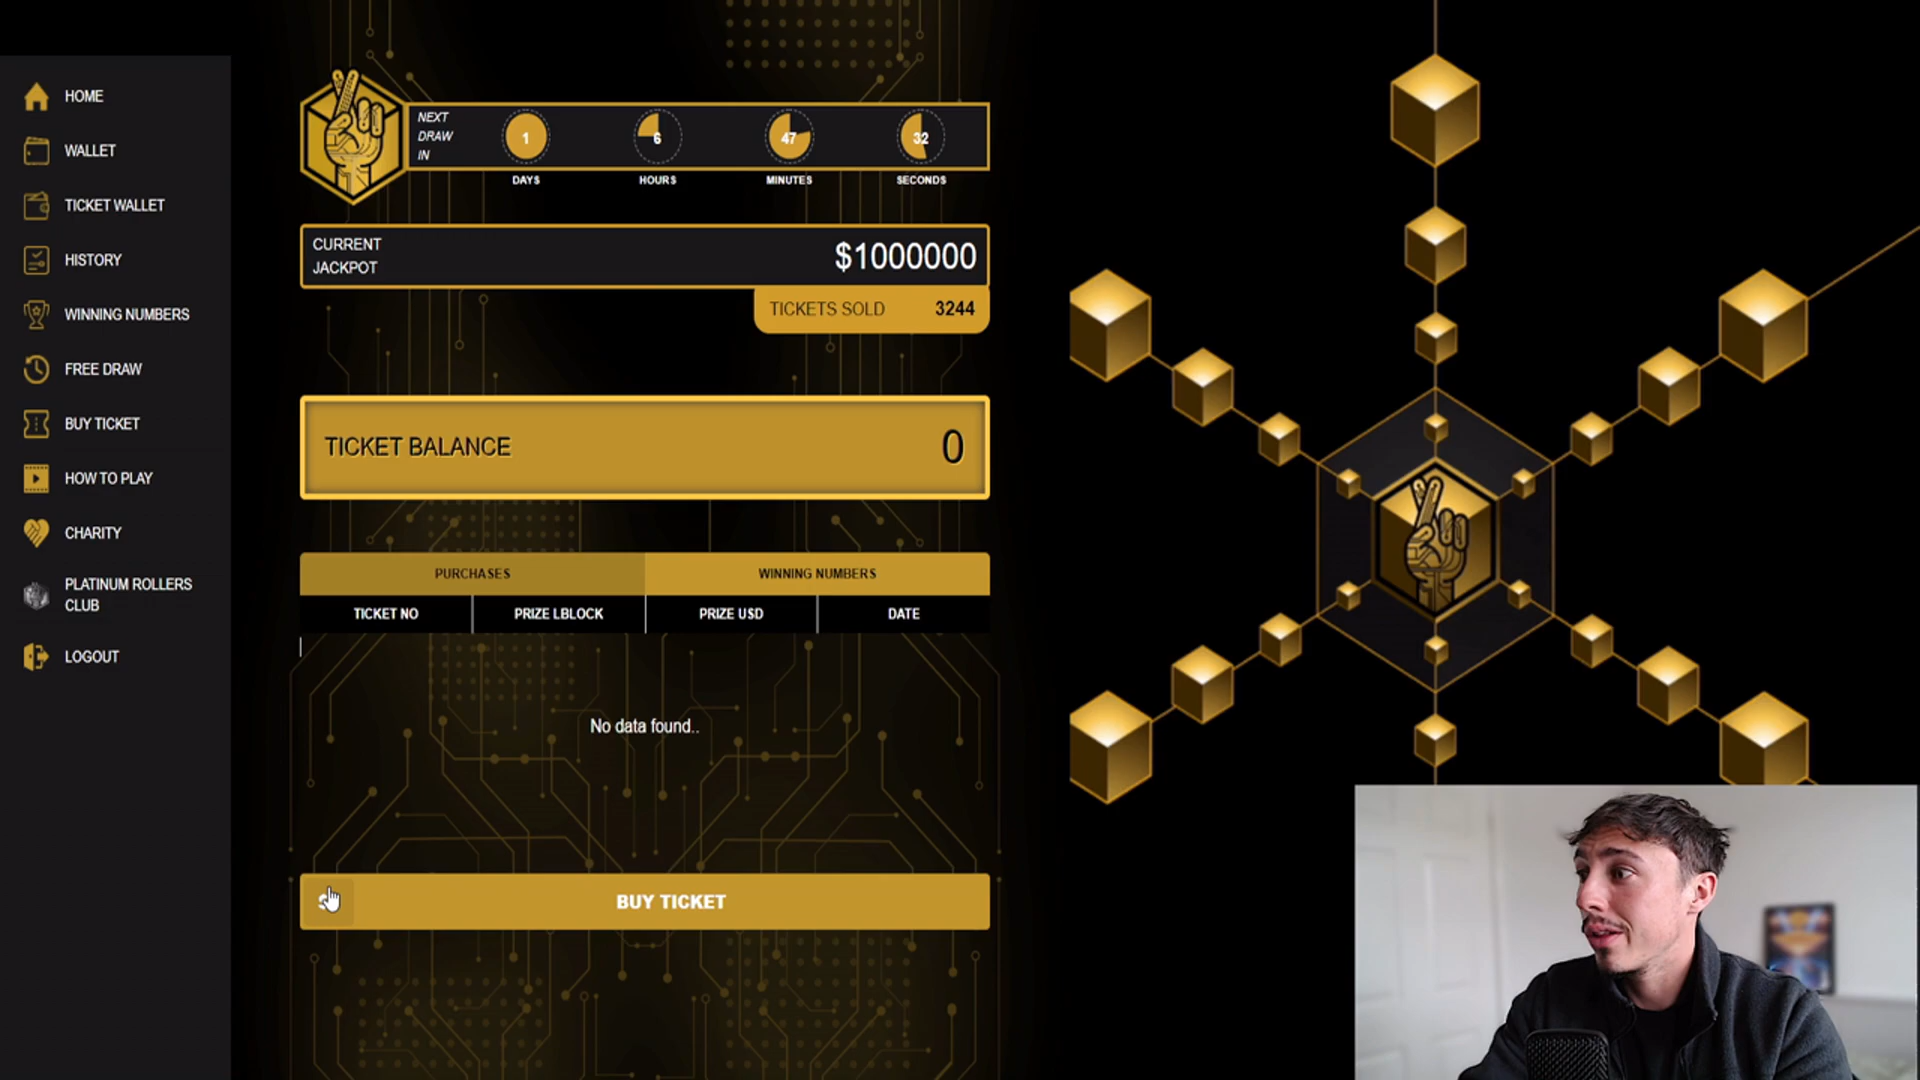 HOME
WALLET
TICKET WALLET
HISTORY
WINNING NUMBERS
FREE DRAW
BUY TICKET
HOW TO PLAY
CHARITY
PLATINUM ROLLERS
CLUB
LOGOUT
NEXT
DRAW
IN
1
6
47
32
DAYS
HOURS
MINUTES
SECONDS
CURRENT
JACKPOT
$1000000
TICKETS SOLD 3244
TICKET BALANCE 0
PURCHASES
WINNING NUMBERS
TICKET NO
PRIZE LBLOCK
PRIZE USD
DATE
No data found..
BUY TICKET